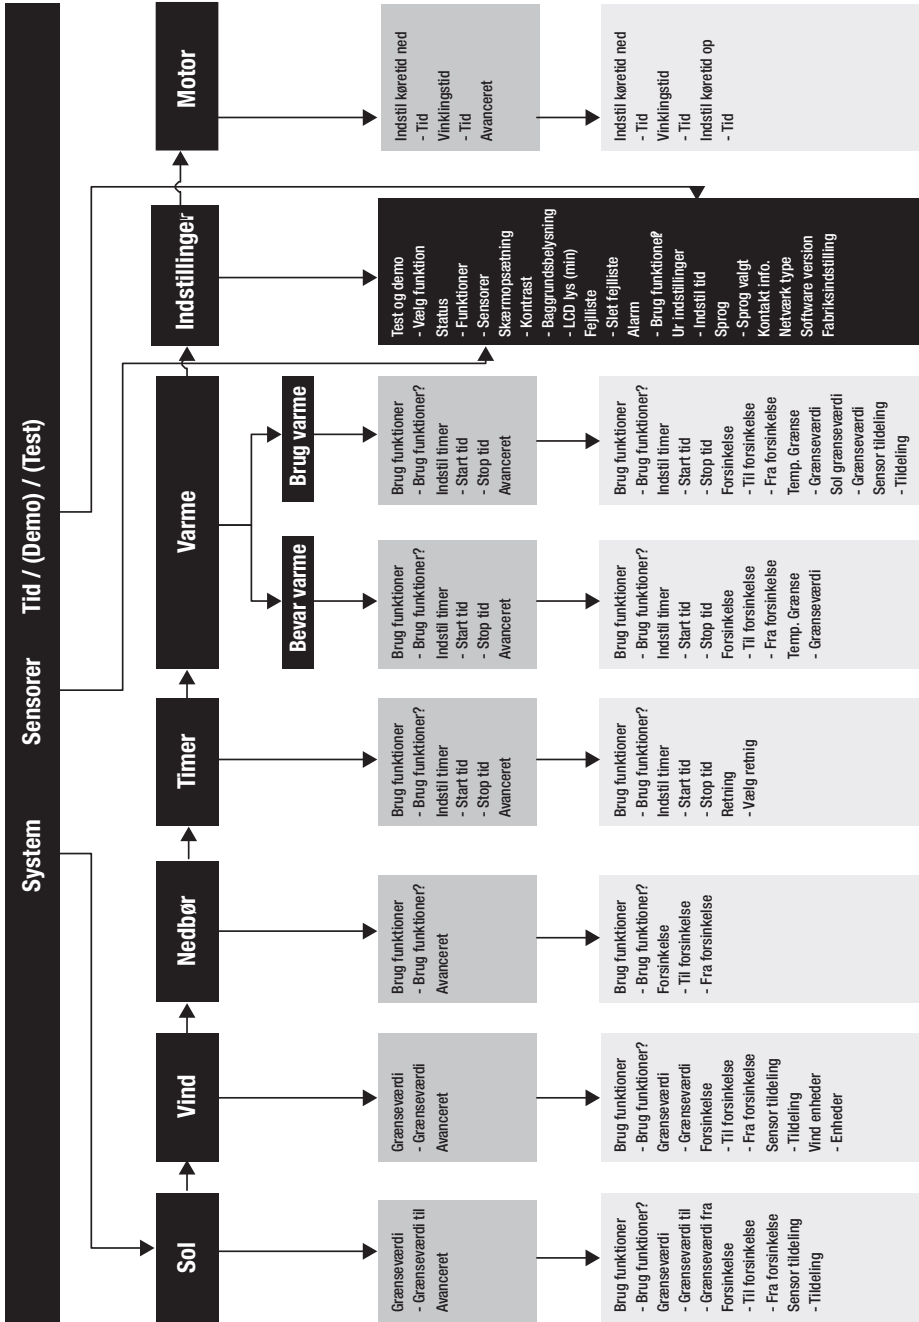 System Sensorer Tid / (Demo) / (Test)
Sol
Vind
Nedbør
Timer
Varme
Indstillinger
Motor
Bevar varme
Brug varme
Grænseværdi
- Grænseværdi til
Avanceret
Grænseværdi
- Grænseværdi
Avanceret
Brug funktioner
- Brug funktioner?
Avanceret
Brug funktioner
- Brug funktioner?
Indstil timer
- Start tid
- Stop tid
Avanceret
Brug funktioner
- Brug funktioner?
Indstil timer
- Start tid
- Stop tid
Avanceret
Brug funktioner
- Brug funktioner?
Indstil timer
- Start tid
- Stop tid
Avanceret
Test og demo
- Vælg funktion
Status
- Funktioner
- Sensorer
Skærmopsætning
- Kontrast
- Baggrundsbelysning
- LCD lys (min)
Fejlliste
- Slet fejlliste
Alarm
- Brug funktione?
Ur indstillinger
- Indstil tid
Sprog
- Sprog valgt
Kontakt info.
Netværk type
Software version
Fabriksindstilling
Indstil køretid ned
- Tid
Vinklingstid
- Tid
Avanceret
Brug funktioner
- Brug funktioner?
Grænseværdi
- Grænseværdi til
- Grænseværdi fra
Forsinkelse
- Til forsinkelse
- Fra forsinkelse
Sensor tildeling
- Tildeling
Brug funktioner
- Brug funktioner?
Grænseværdi
- Grænseværdi
Forsinkelse
- Til forsinkelse
- Fra forsinkelse
Sensor tildeling
- Tildeling
Vind enheder
- Enheder
Brug funktioner
- Brug funktioner?
Forsinkelse
- Til forsinkelse
- Fra forsinkelse
Brug funktioner
- Brug funktioner?
Indstil timer
- Start tid
- Stop tid
Retning
- Vælg retnig
Brug funktioner
- Brug funktioner?
Indstil timer
- Start tid
- Stop tid
Forsinkelse
- Til forsinkelse
- Fra forsinkelse
Temp. Grænse
- Grænseværdi
Brug funktioner
- Brug funktioner?
Indstil timer
- Start tid
- Stop tid
Forsinkelse
- Til forsinkelse
- Fra forsinkelse
Temp. Grænse
- Grænseværdi
Sol grænseværdi
- Grænseværdi
Sensor tildeling
- Tildeling
Indstil køretid ned
- Tid
Vinklingstid
- Tid
Indstil køretid op
- Tid